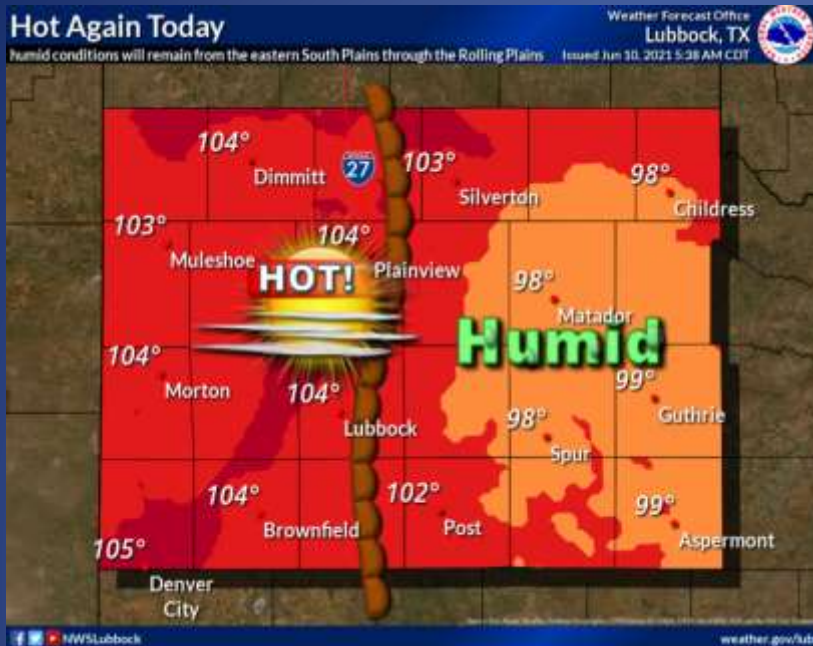 Hot Again Today
humid conditions will remain from the eastern South Plains through the Rolling Plains
Weather Forecast Office
Lubbock, TX
Issued Jun 10, 2021 5:38 AM CDT
104°
Dimmitt
27
103°
Silverton
98°
Childress
103°
Muleshoe
104°
Plainview
HOT!
98°
Matador
Humid
104°
Morton
104°
Lubbock
98°
Spur
99°
Guthrie
104°
Brownfield
102°
Post
99°
Aspermont
105°
Denver
City
NWSLubbock
weather.gov/lub